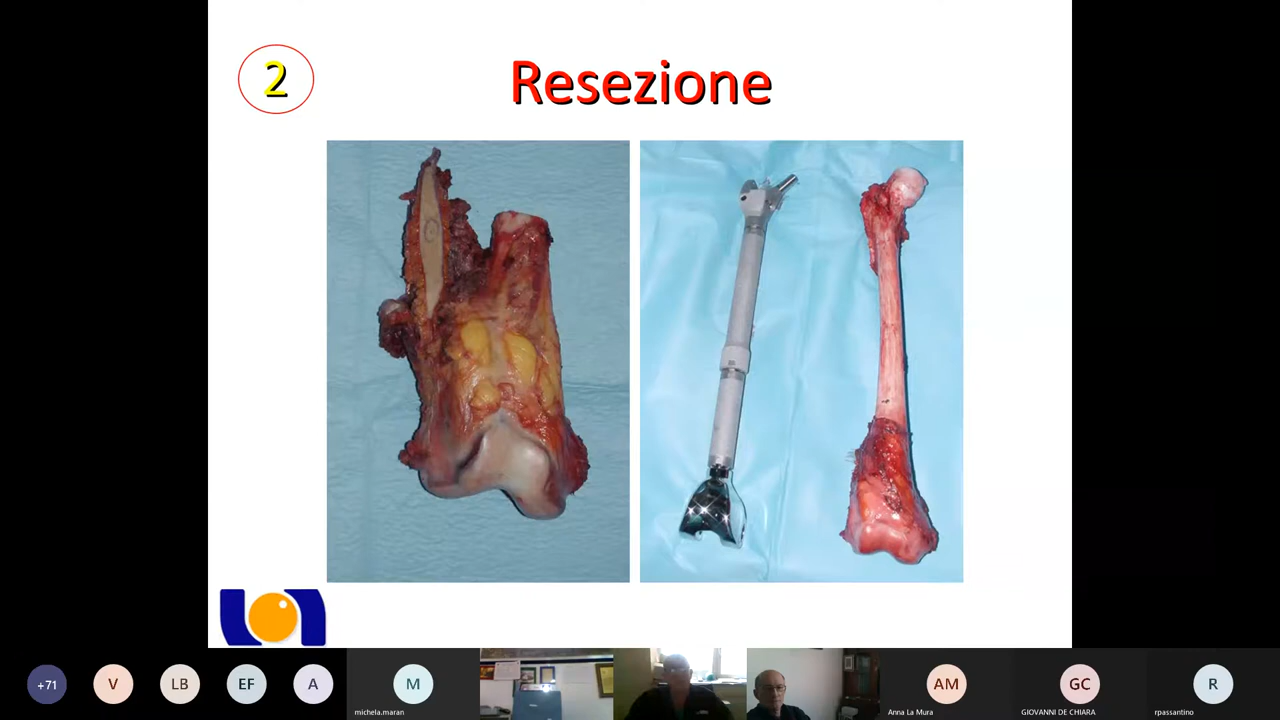 2
Resezione
+71
V
LB
EF
A
M
michela.maran
AM
Anna La Mura
GC
GIOVANNI DE CHIARA
R
rpassantino